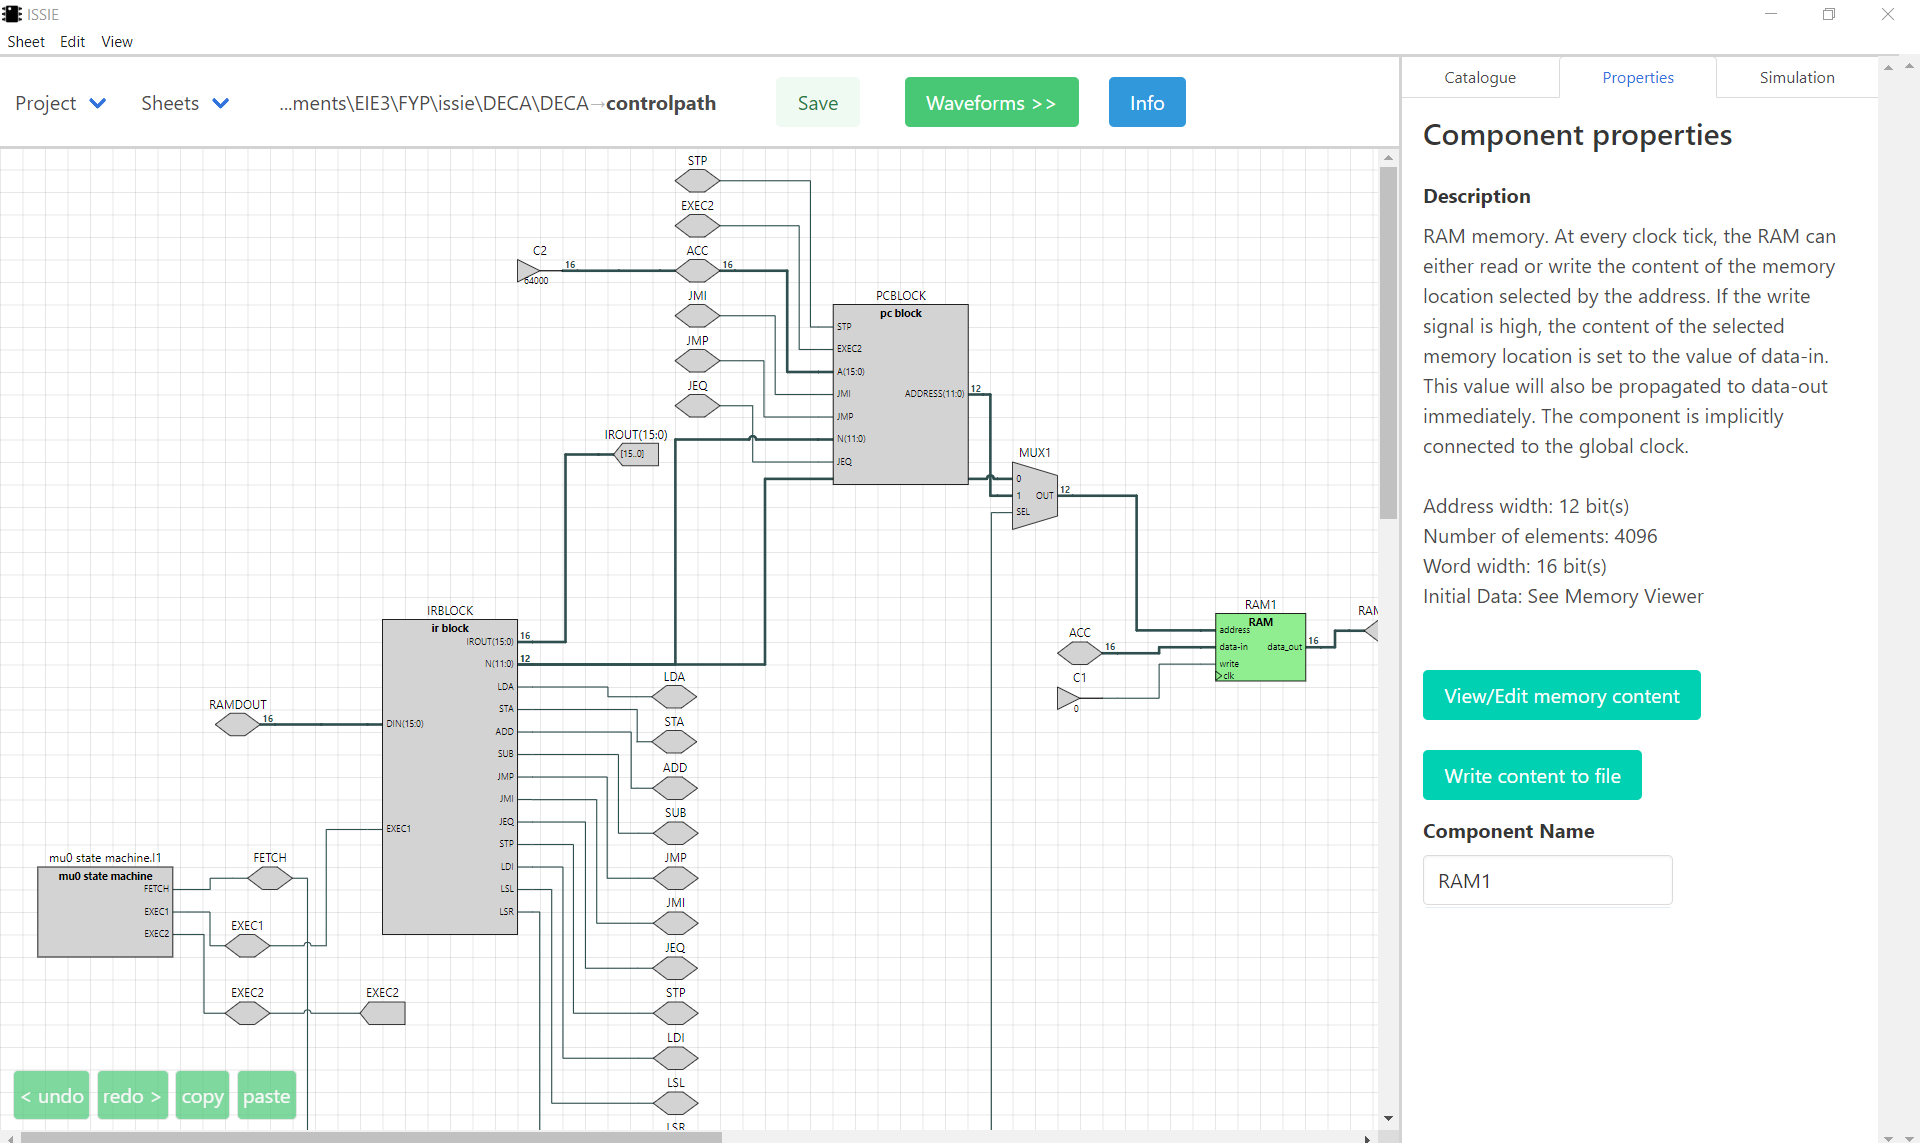 ISSIE
Sheet Edit View
Project Sheets ...ments\EIE3\FYP\issie\DECA\DECA→controlpath Save Waveforms >> Info
Catalogue Properties Simulation
Component properties
Description
RAM memory. At every clock tick, the RAM can
either read or write the content of the memory
location selected by the address. If the write
signal is high, the content of the selected
memory location is set to the value of data-in.
This value will also be propagated to data-out
immediately. The component is implicitly
connected to the global clock.
Address width: 12 bit(s)
Number of elements: 4096
Word width: 16 bit(s)
Initial Data: See Memory Viewer
View/Edit memory content
Write content to file
Component Name
RAM1
STP
EXEC2
C2
16
64000
ACC
16
JMI
JMP
JEQ
PCBLOCK
pc block
STP
EXEC2
A(15:0)
JMI
JMP
N(11:0)
JEQ
ADDRESS(11:0)
12
IROUT(15:0)
[15..0]
MUX1
0
1
SEL
OUT
12
RAM1
RAM
address
data-in
write
clk
data_out
16
ACC
16
C1
0
IRBLOCK
ir block
IROUT(15:0)
16
N(11:0)
12
LDA
STA
ADD
SUB
JMP
JMI
JEQ
STP
LDI
LSL
LSR
DIN(15:0)
EXEC1
RAMDOUT
16
LDA
STA
ADD
SUB
JMP
JMI
JEQ
STP
LDI
LSL
LSR
mu0 state machine.I1
mu0 state machine
FETCH
EXEC1
EXEC2
FETCH
EXEC1
EXEC2
EXEC2
< undo redo > copy paste